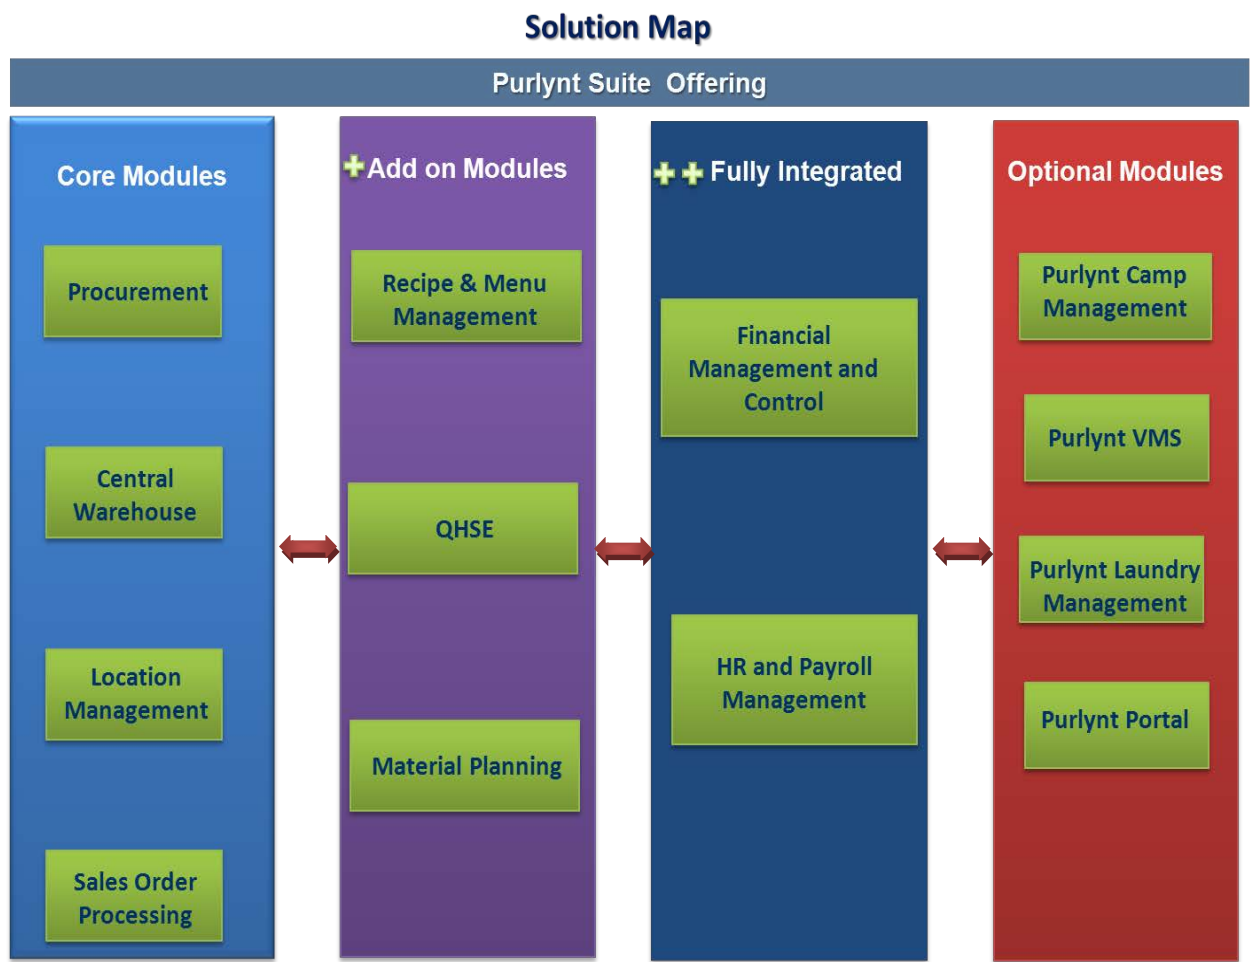 Solution Map
Purlynt Suite Offering
Core Modules
Procurement
Central
Warehouse
Location
Management
Sales Order
Processing
Add on Modules
Recipe & Menu
Management
QHSE
Material Planning
Fully Integrated
Financial
Management and
Control
HR and Payroll
Management
Optional Modules
Purlynt Camp
Management
Purlynt VMS
Purlynt Laundry
Management
Purlynt Portal